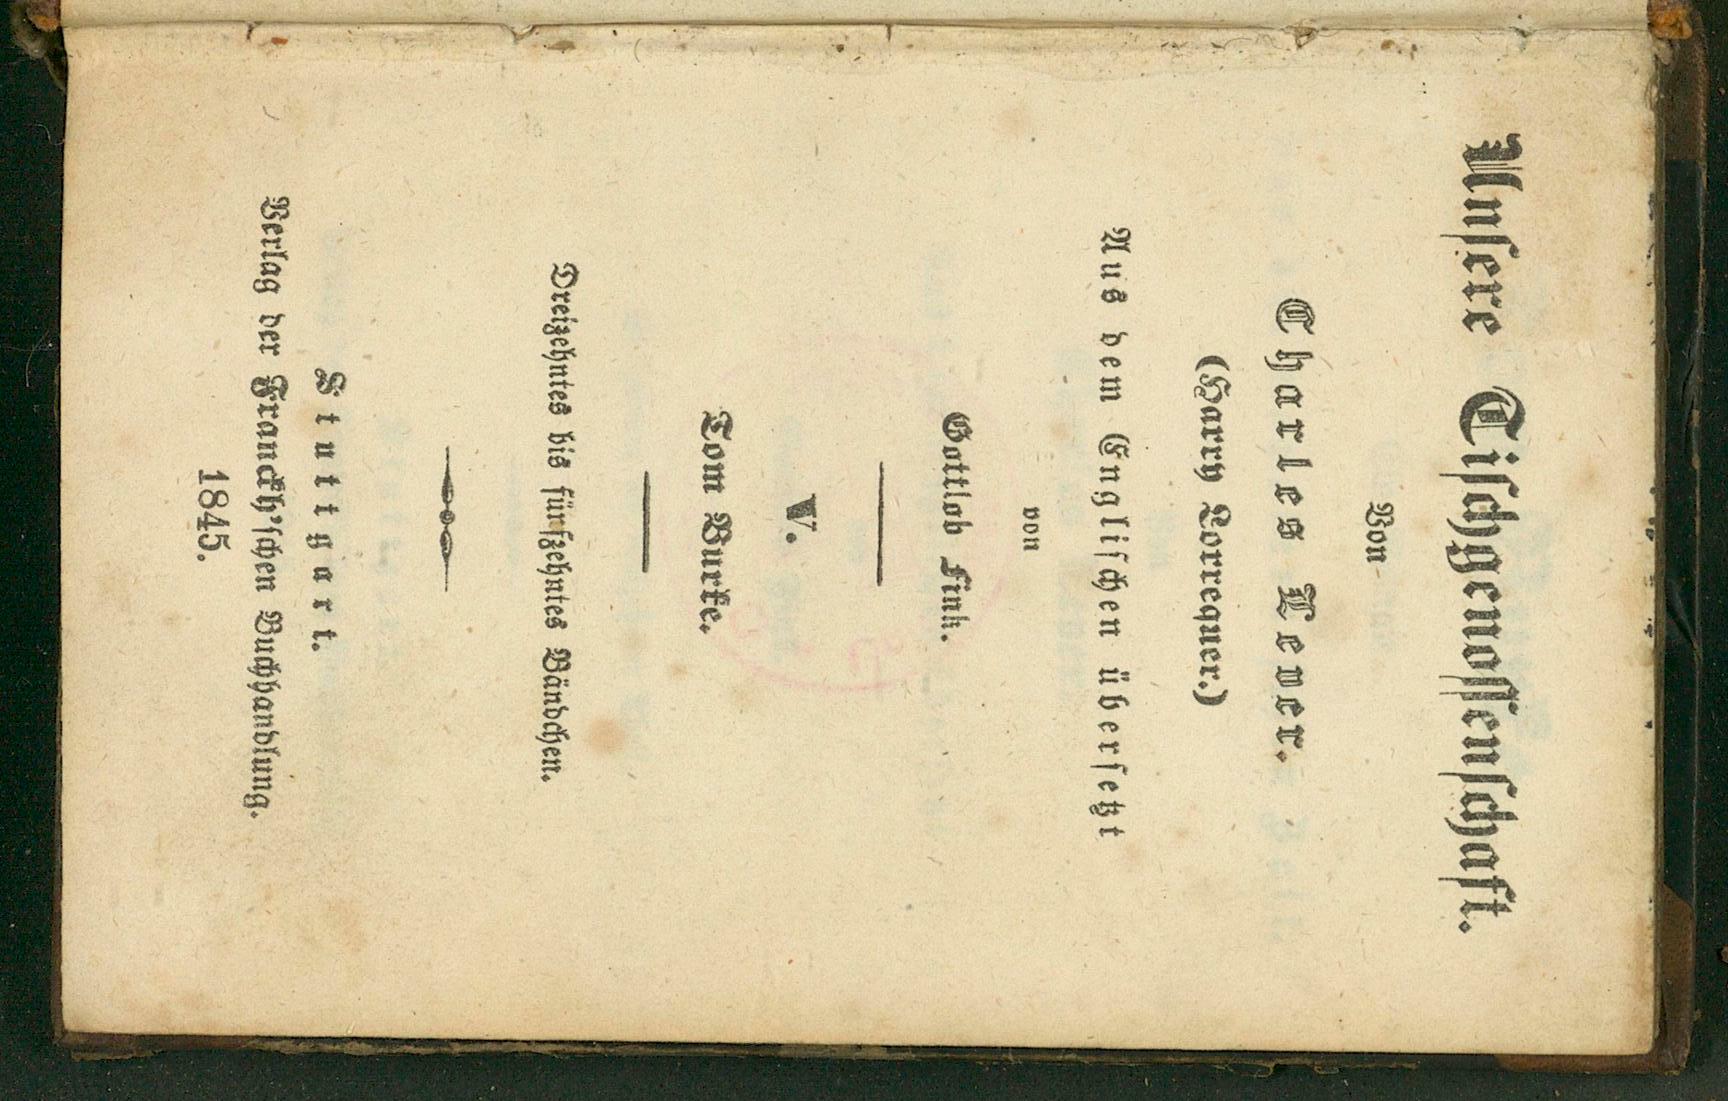 Unsere Tischgenossenschaft.
Von
Charles Lever.
(Harry Lorrequer.)
Aus dem Englischen übersetzt
von
Gottlob Fink.
V.
Tom Burke.
Dreizehntes bis fünfzehntes Bändchen.
Stuttgart.
Verlag der Franckh'schen Buchhandlung.
1845.